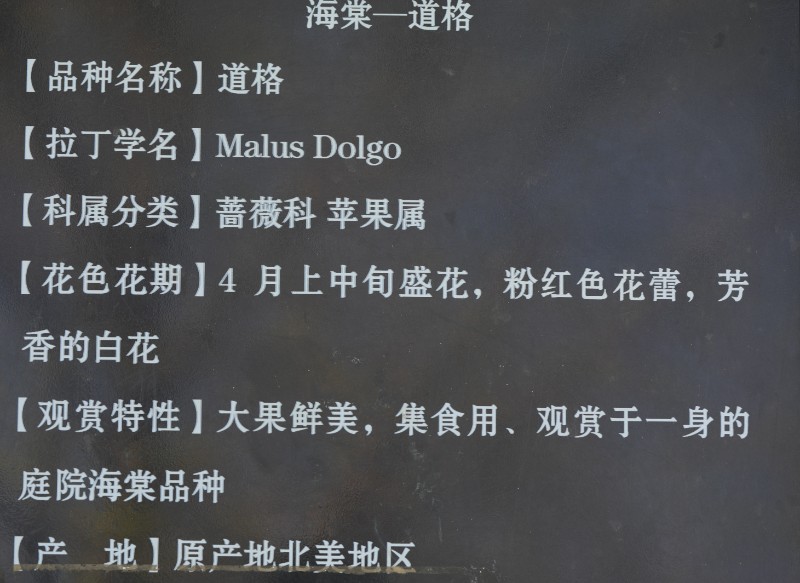 海棠—道格
【品种名称】道格
【拉丁学名】Malus Dolgo
【科属分类】蔷薇科 苹果属
【花色花期】4 月上中旬盛花，粉红色花蕾，芳
香的白花
【观赏特性】大果鲜美，集食用、观赏于一身的
庭院海棠品种
【产 地】原产地北美地区